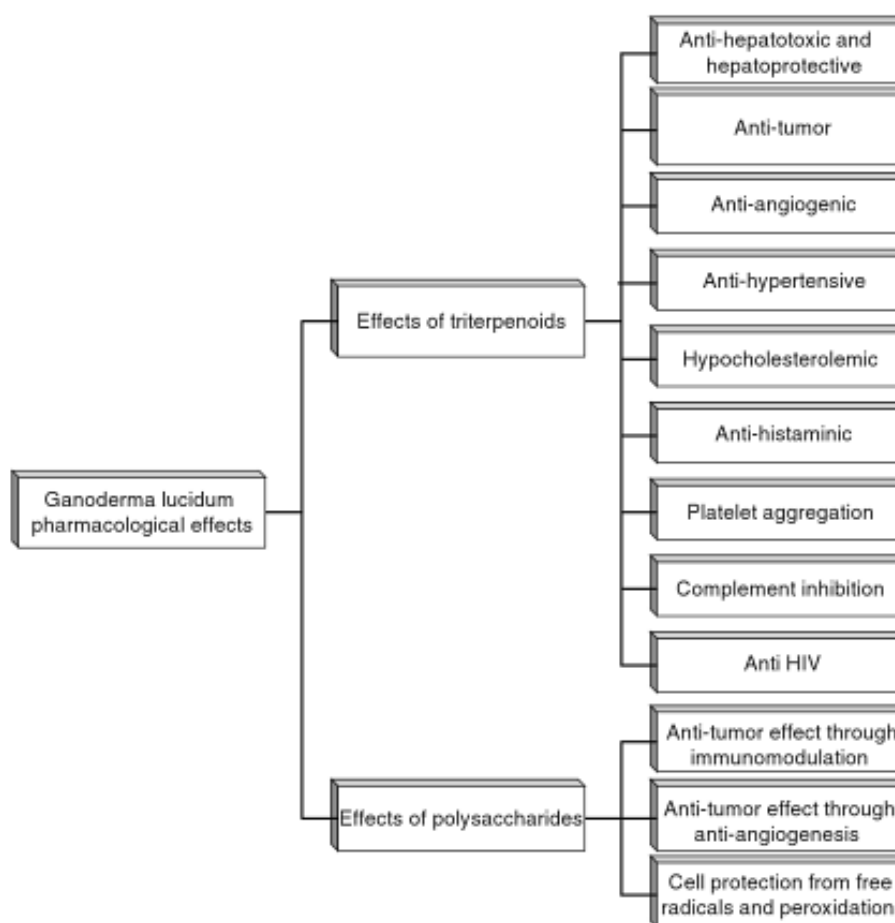 Anti-hepatotoxic and
hepatoprotective
Anti-tumor
Anti-angiogenic
Anti-hypertensive
Effects of triterpenoids
Hypocholesterolemic
Anti-histaminic
Ganoderma lucidum
pharmacological effects
Platelet aggregation
Complement inhibition
Anti HIV
Anti-tumor effect through
immunomodulation
Effects of polysaccharides
Anti-tumor effect through
anti-angiogenesis
Cell protection from free
radicals and peroxidation